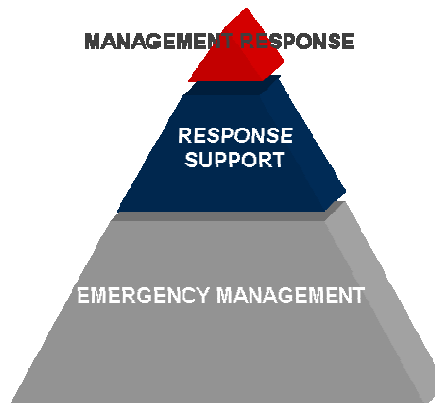 MANAGEMENT RESPONSE
RESPONSE
SUPPORT
EMERGENCY MANAGEMENT